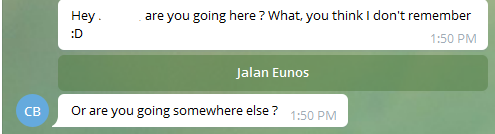 Hey . are you going here ? What, you think I don't remember
:D
1:50 PM
Jalan Eunos
CB
Or are you going somewhere else ? 1:50 PM